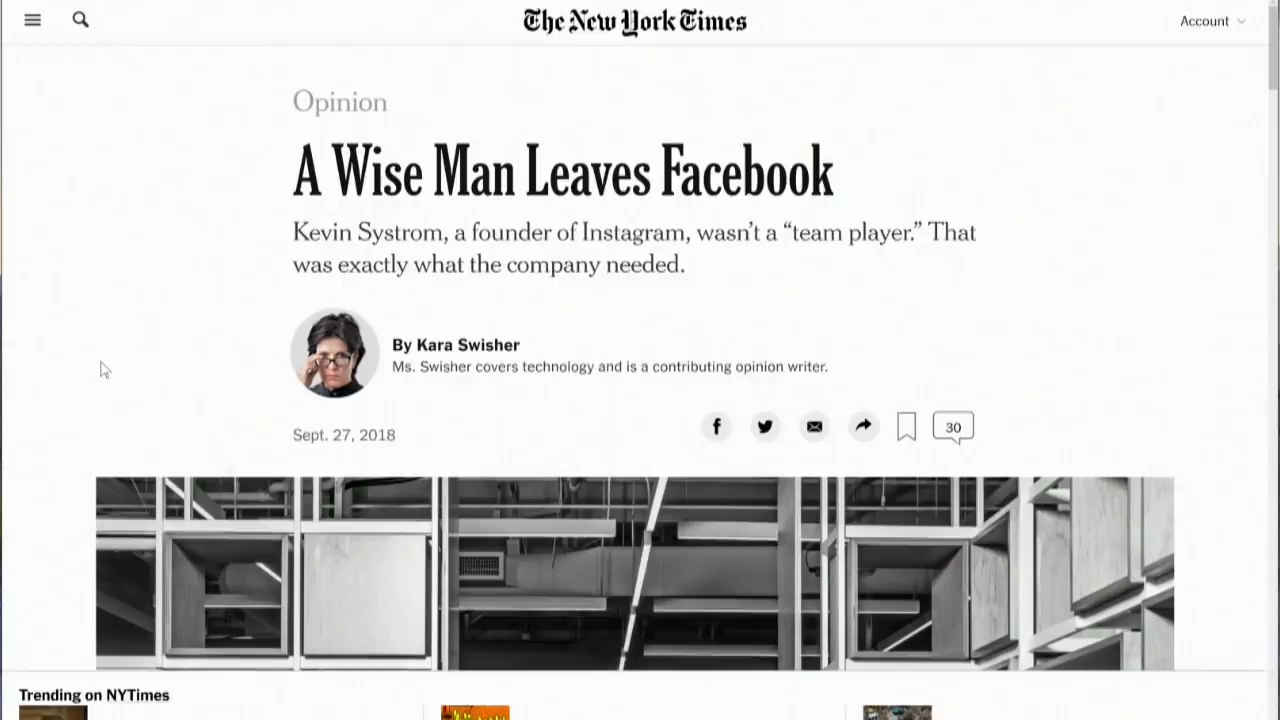 The New York Times
Account
Opinion
A Wise Man Leaves Facebook
Kevin Systrom, a founder of Instagram, wasn’t a “team player.” That
was exactly what the company needed.
By Kara Swisher
Ms. Swisher covers technology and is a contributing opinion writer.
Sept. 27, 2018
30
Trending on NYTimes